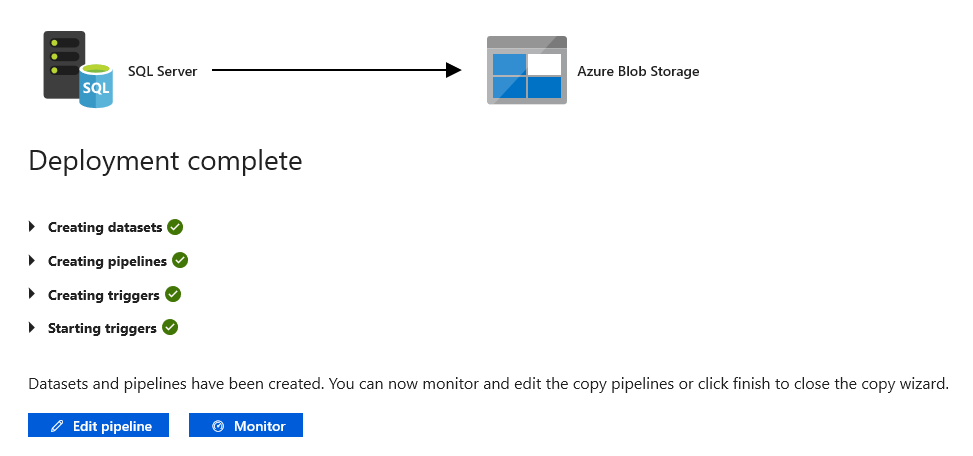 SQL
SQL Server
Azure Blob Storage
Deployment complete
Creating datasets
Creating pipelines
Creating triggers
Starting triggers
Datasets and pipelines have been created. You can now monitor and edit the copy pipelines or click finish to close the copy wizard.
Edit pipeline
Monitor